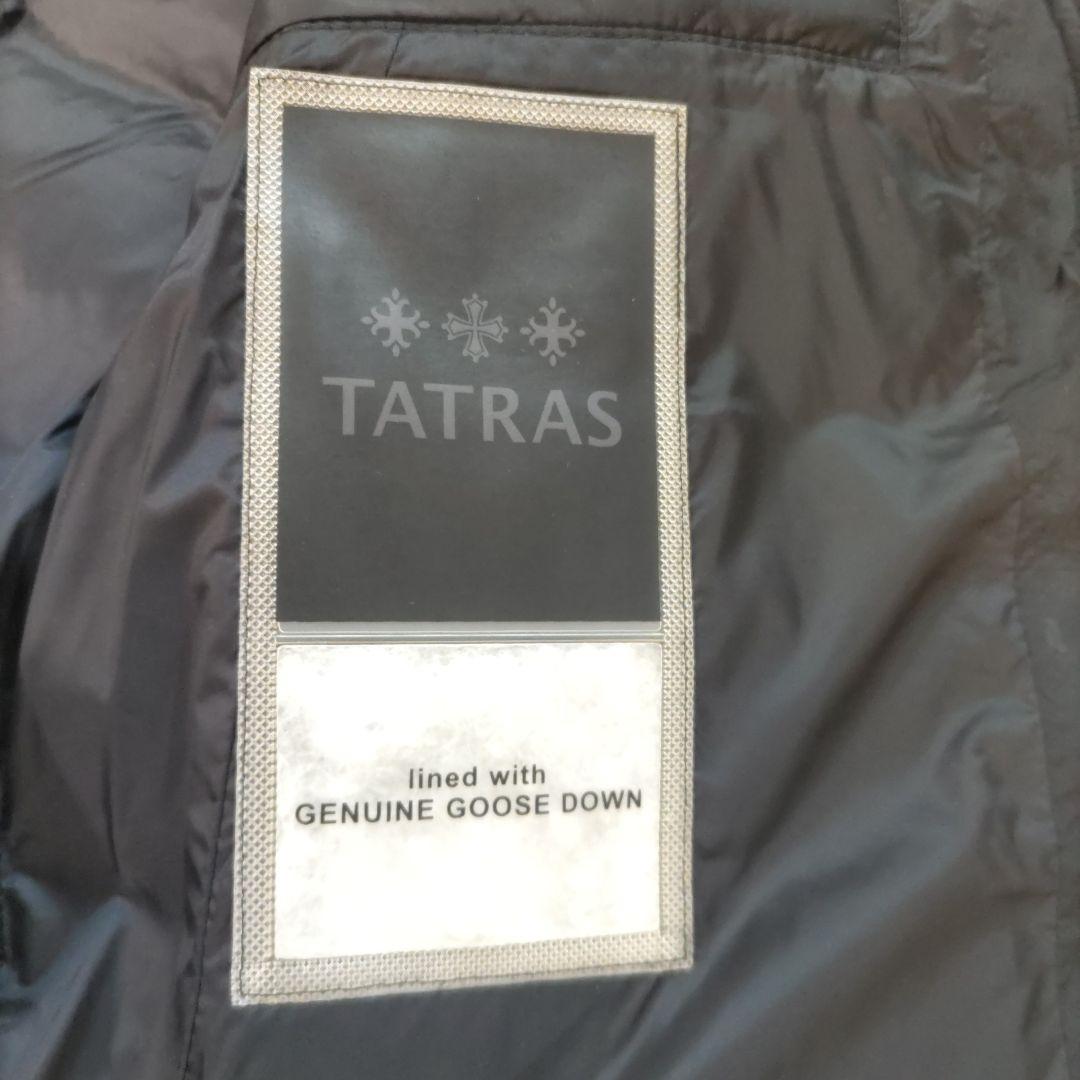 TATRAS
lined with
GENUINE GOOSE DOWN